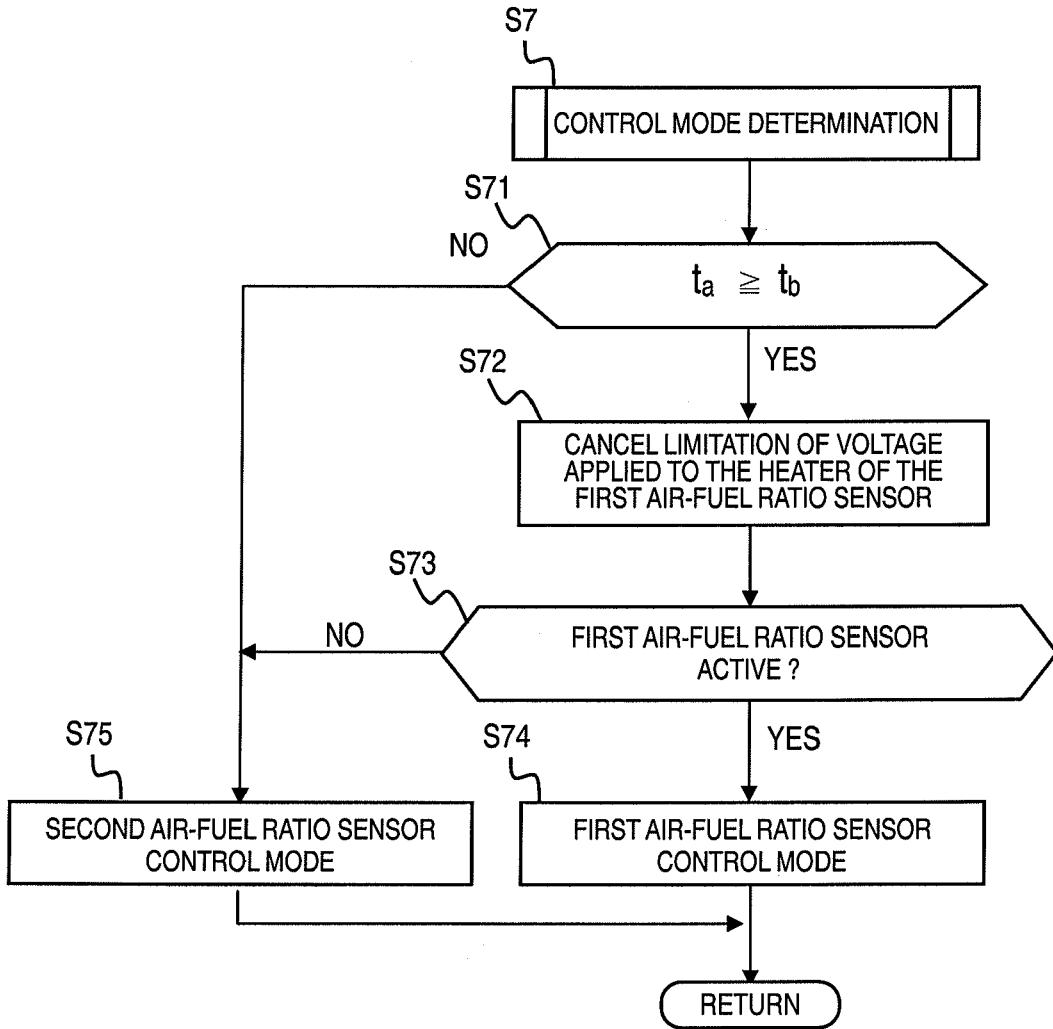 S7
CONTROL MODE DETERMINATION
S71
NO
ta ≧ tb
YES
S72
CANCEL LIMITATION OF VOLTAGE
APPLIED TO THE HEATER OF THE
FIRST AIR-FUEL RATIO SENSOR
S73
NO
FIRST AIR-FUEL RATIO SENSOR
ACTIVE ?
YES
S75
S74
SECOND AIR-FUEL RATIO SENSOR
CONTROL MODE
FIRST AIR-FUEL RATIO SENSOR
CONTROL MODE
RETURN